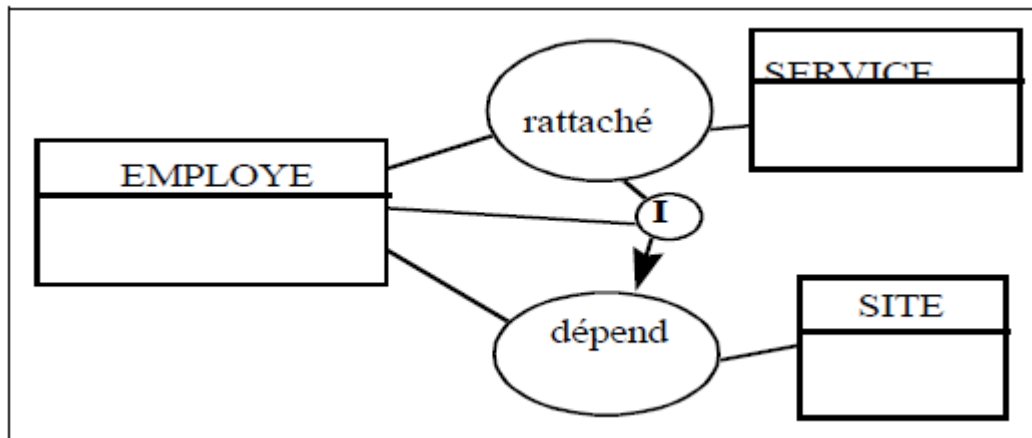 SERVICE
rattaché
EMPLOYE
I
dépend
SITE